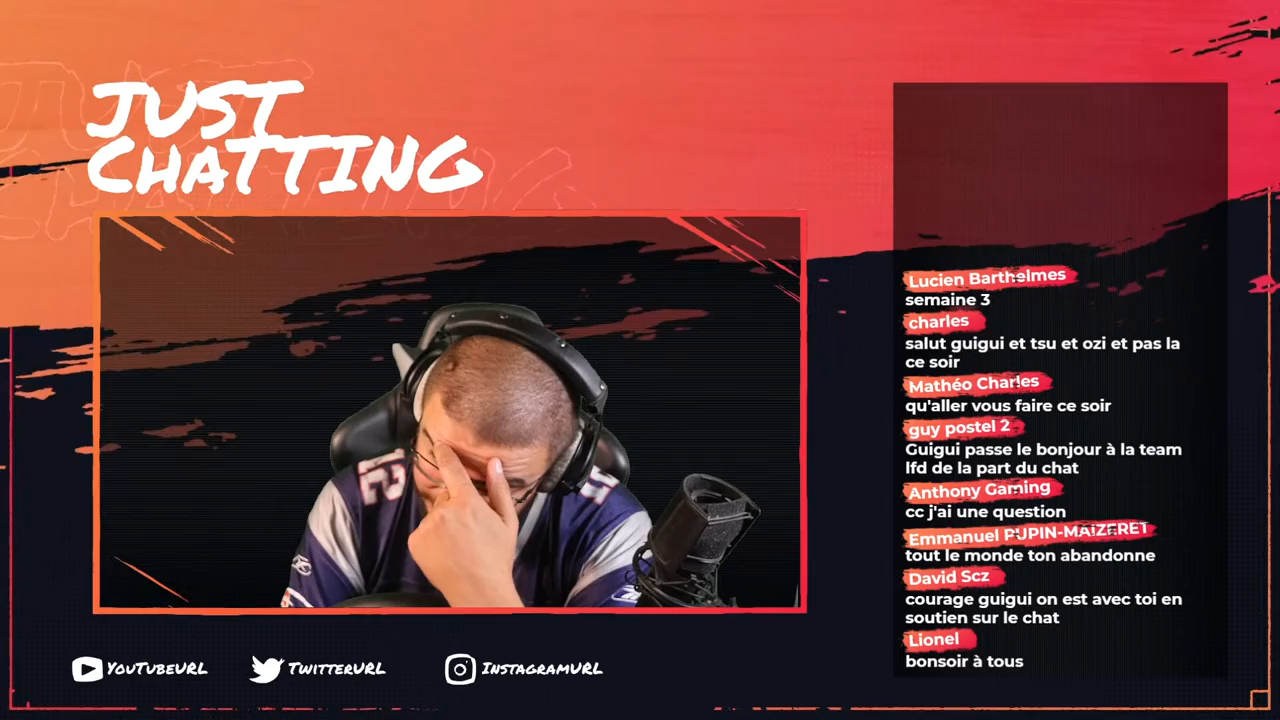 JUST
CHATTING
Lucien Barthelmes
semaine 3
charles
salut guigui et tsu et ozi et pas la
ce soir
Mathéo Charles
qu'aller vous faire ce soir
guy postel 2
Guigui passe le bonjour à la team
lfd de la part du chat
Anthony Gaming
cc j'ai une question
Emmanuel PUPIN-MAIZERET
tout le monde ton abandonne
David Scz
courage guigui on est avec toi en
soutien sur le chat
Lionel
bonsoir à tous
12
YouTubeURL
TwitterURL
InstagramURL